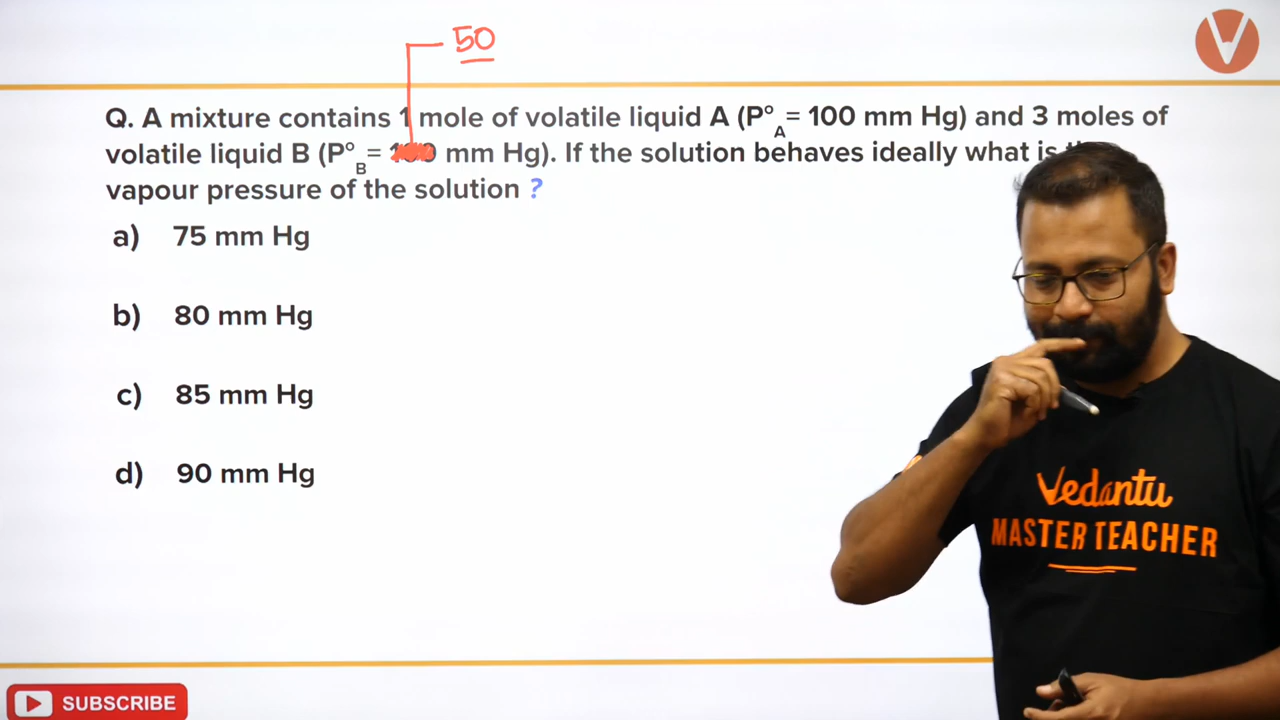 50
Q. A mixture contains 1 mole of volatile liquid A (P°A = 100 mm Hg) and 3 moles of
volatile liquid B (P°B = mm Hg). If the solution behaves ideally what is
vapour pressure of the solution ?
a) 75 mm Hg
b) 80 mm Hg
c) 85 mm Hg
d) 90 mm Hg
Vedantu
MASTER TEACHER
SUBSCRIBE